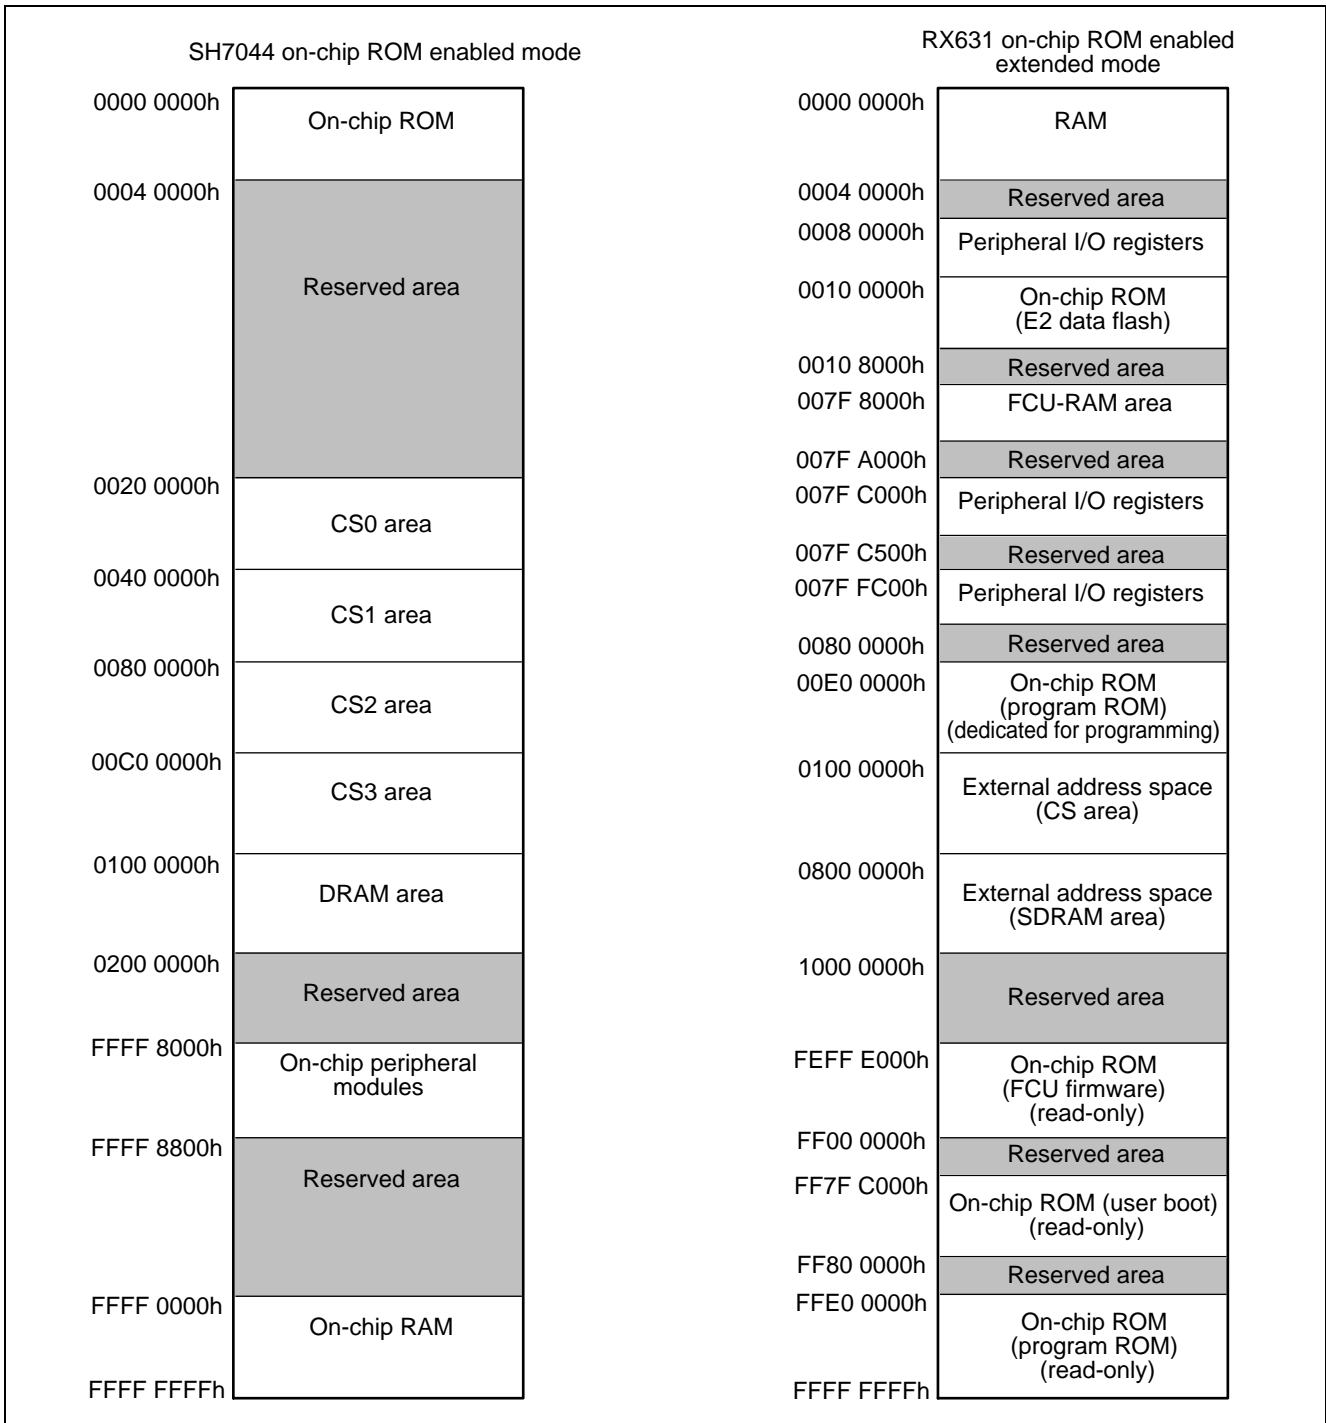 SH7044 on-chip ROM enabled mode
0000 0000h
On-chip ROM
0004 0000h
Reserved area
0020 0000h
CS0 area
0040 0000h
CS1 area
0080 0000h
CS2 area
00C0 0000h
CS3 area
0100 0000h
DRAM area
0200 0000h
Reserved area
FFFF 8000h
On-chip peripheral
modules
FFFF 8800h
Reserved area
FFFF 0000h
On-chip RAM
FFFF FFFFh
RX631 on-chip ROM enabled
extended mode
0000 0000h
RAM
0004 0000h
Reserved area
0008 0000h
Peripheral I/O registers
0010 0000h
On-chip ROM
(E2 data flash)
0010 8000h
Reserved area
007F 8000h
FCU-RAM area
007F A000h
Reserved area
007F C000h
Peripheral I/O registers
007F C500h
Reserved area
007F FC00h
Peripheral I/O registers
0080 0000h
Reserved area
00E0 0000h
On-chip ROM
(program ROM)
(dedicated for programming)
0100 0000h
External address space
(CS area)
0800 0000h
External address space
(SDRAM area)
1000 0000h
Reserved area
FEFF E000h
On-chip ROM
(FCU firmware)
(read-only)
FF00 0000h
Reserved area
FF7F C000h
On-chip ROM (user boot)
(read-only)
FF80 0000h
Reserved area
FFE0 0000h
On-chip ROM
(program ROM)
(read-only)
FFFF FFFFh